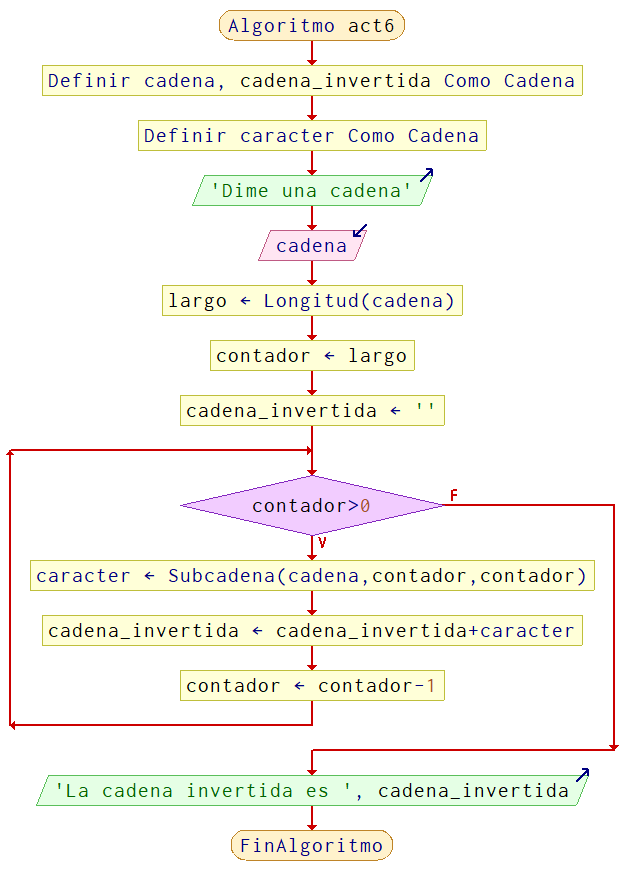 Algoritmo act6
Definir cadena, cadena_invertida Como Cadena
Definir caracter Como Cadena
'Dime una cadena'
cadena
largo ← Longitud(cadena)
contador ← largo
cadena_invertida ← ''
contador>0
F
V
caracter ← Subcadena(cadena,contador,contador)
cadena_invertida ← cadena_invertida+caracter
contador ← contador-1
'La cadena invertida es ', cadena_invertida
FinAlgoritmo